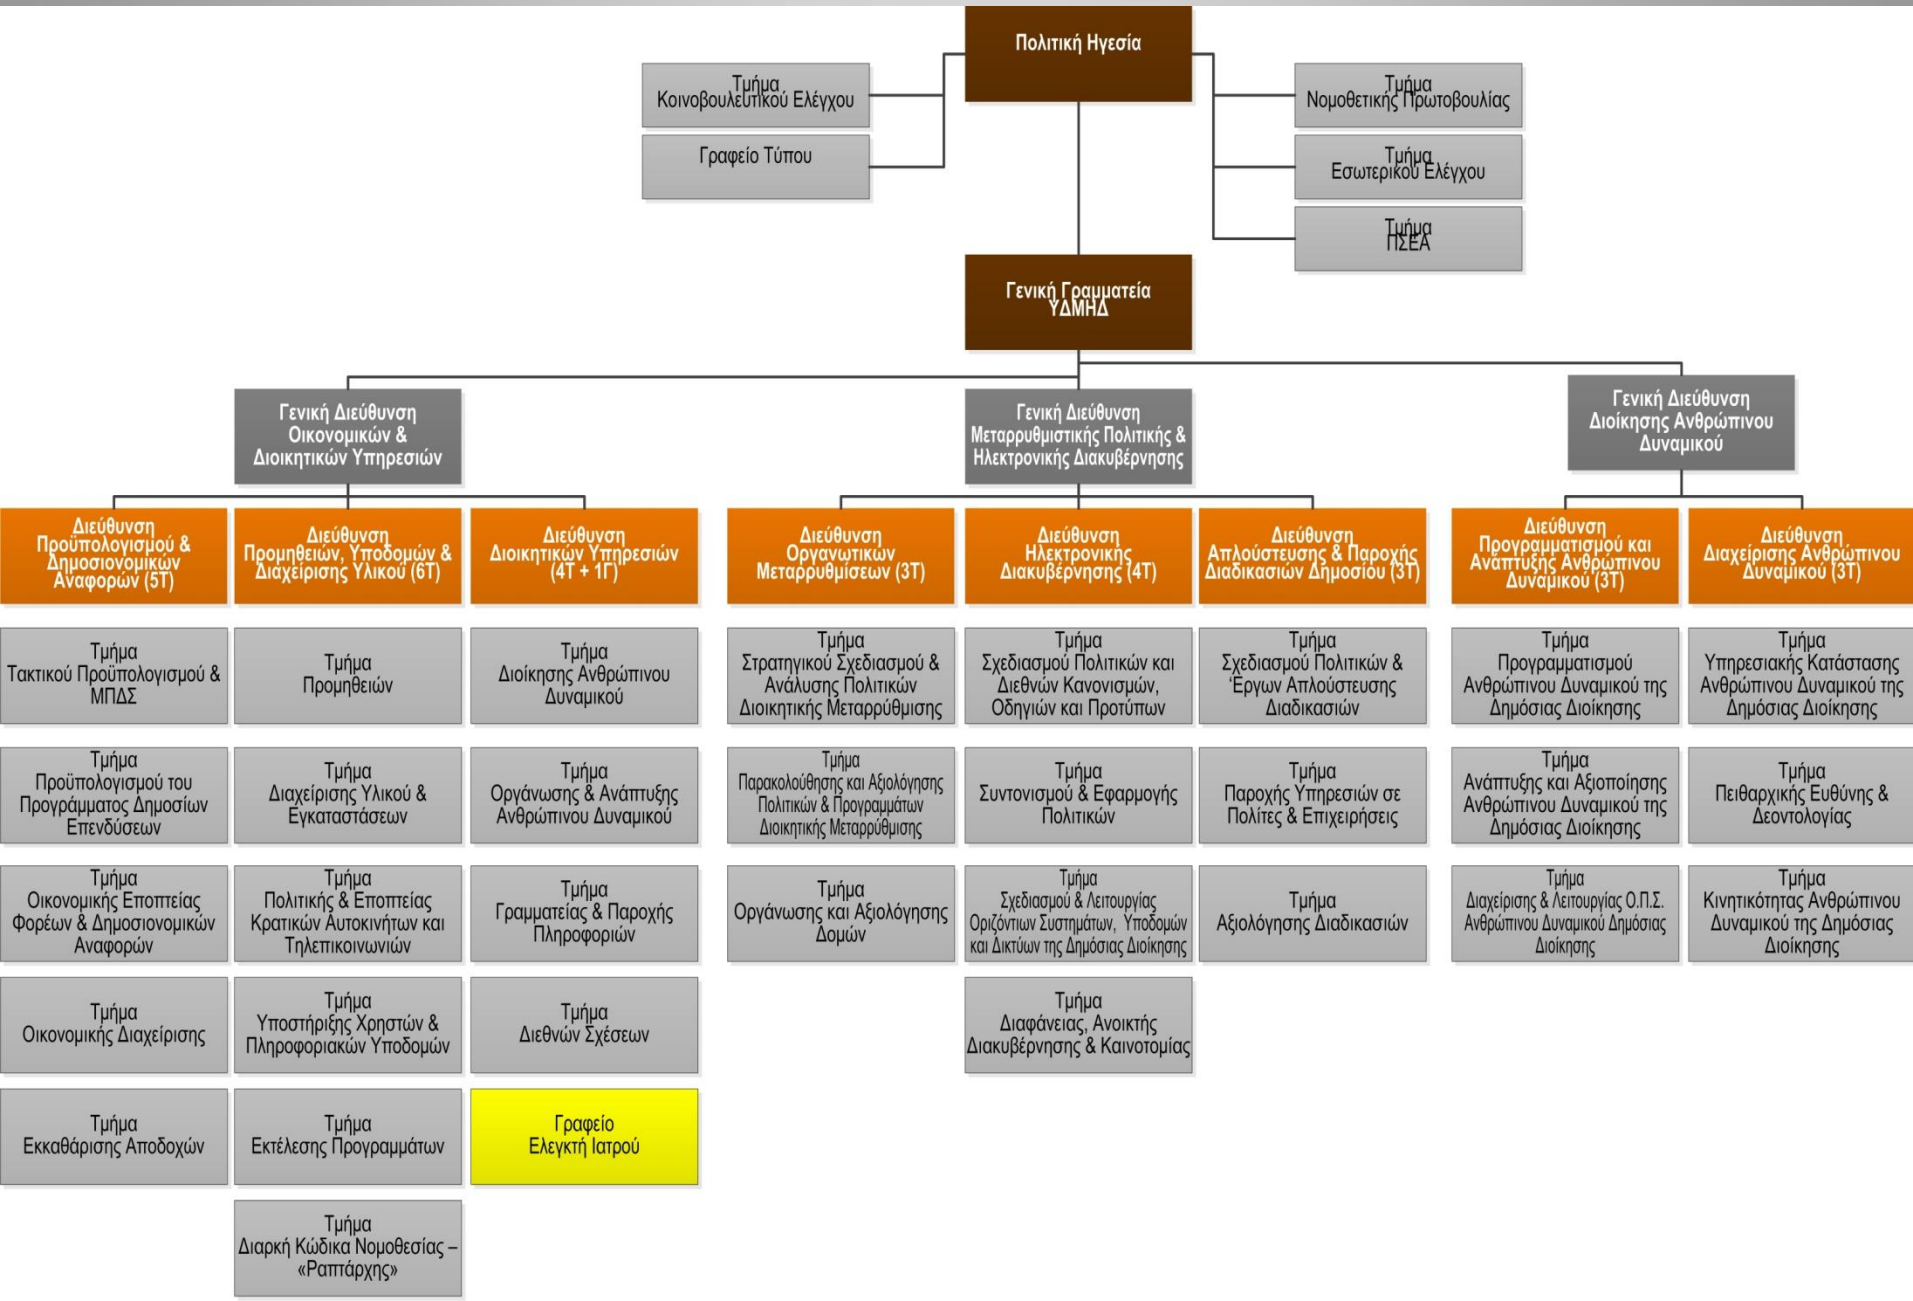 Πολιτική Ηγεσία
Τμήμα
Κοινοβουλευτικού Ελέγχου
Γραφείο Τύπου
Τμήμα
Νομοθετικής Πρωτοβουλίας
Τμήμα
Εσωτερικού Ελέγχου
Τμήμα
ΠΣΕΑ
Γενική Γραμματεία
ΥΔΜΗΔ
Γενική Διεύθυνση
Οικονομικών &
Διοικητικών Υπηρεσιών
Γενική Διεύθυνση
Μεταρρυθμιστικής Πολιτικής &
Ηλεκτρονικής Διακυβέρνησης
Γενική Διεύθυνση
Διοίκησης Ανθρώπινου
Δυναμικού
Διεύθυνση
Προϋπολογισμού &
Δημοσιονομικών
Αναφορών (5Τ)
Διεύθυνση
Προμηθειών, Υποδομών &
Διαχείρισης Υλικού (6Τ)
Διεύθυνση
Διοικητικών Υπηρεσιών
(4Τ + 1Γ)
Διεύθυνση
Οργανωτικών
Μεταρρυθμίσεων (3Τ)
Διεύθυνση
Ηλεκτρονικής
Διακυβέρνησης (4Τ)
Διεύθυνση
Απλούστευσης & Παροχής
Διαδικασιών Δημοσίου (3Τ)
Διεύθυνση
Προγραμματισμού και
Ανάπτυξης Ανθρώπινου
Δυναμικού (3Τ)
Διεύθυνση
Διαχείρισης Ανθρώπινου
Δυναμικού (3Τ)
Τμήμα
Τακτικού Προϋπολογισμού &
ΜΠΔΣ
Τμήμα
Προμηθειών
Τμήμα
Διοίκησης Ανθρώπινου
Δυναμικού
Τμήμα
Στρατηγικού Σχεδιασμού &
Ανάλυσης Πολιτικών
Διοικητικής Μεταρρύθμισης
Τμήμα
Σχεδιασμού Πολιτικών και
Διεθνών Κανονισμών,
Οδηγιών και Προτύπων
Τμήμα
Σχεδιασμού Πολιτικών &
'Εργων Απλούστευσης
Διαδικασιών
Τμήμα
Προγραμματισμού
Ανθρώπινου Δυναμικού της
Δημόσιας Διοίκησης
Τμήμα
Υπηρεσιακής Κατάστασης
Ανθρώπινου Δυναμικού της
Δημόσιας Διοίκησης
Τμήμα
Προϋπολογισμού του
Προγράμματος Δημοσίων
Επενδύσεων
Τμήμα
Διαχείρισης Υλικού &
Εγκαταστάσεων
Τμήμα
Οργάνωσης & Ανάπτυξης
Ανθρώπινου Δυναμικού
Τμήμα
Παρακολούθησης και Αξιολόγησης
Πολιτικών & Προγραμμάτων
Διοικητικής Μεταρρύθμισης
Τμήμα
Συντονισμού & Εφαρμογής
Πολιτικών
Τμήμα
Παροχής Υπηρεσιών σε
Πολίτες & Επιχειρήσεις
Τμήμα
Ανάπτυξης και Αξιοποίησης
Ανθρώπινου Δυναμικού της
Δημόσιας Διοίκησης
Τμήμα
Πειθαρχικής Ευθύνης &
Δεοντολογίας
Τμήμα
Οικονομικής Εποπτείας
Φορέων & Δημοσιονομικών
Αναφορών
Τμήμα
Πολιτικής & Εποπτείας
Κρατικών Αυτοκινήτων και
Τηλεπικοινωνιών
Τμήμα
Γραμματείας & Παροχής
Πληροφοριών
Τμήμα
Οργάνωσης και Αξιολόγησης
Δομών
Τμήμα
Σχεδιασμού & Λειτουργίας
Οριζόντιων Συστημάτων, Υποδομών
και Δικτύων της Δημόσιας Διοίκησης
Τμήμα
Αξιολόγησης Διαδικασιών
Τμήμα
Διαχείρισης & Λειτουργίας Ο.Π.Σ.
Ανθρώπινου Δυναμικού Δημόσιας
Διοίκησης
Τμήμα
Κινητικότητας Ανθρώπινου
Δυναμικού της Δημόσιας
Διοίκησης
Τμήμα
Οικονομικής Διαχείρισης
Τμήμα
Υποστήριξης Χρηστών &
Πληροφοριακών Υποδομών
Τμήμα
Διεθνών Σχέσεων
Τμήμα
Διαφάνειας, Ανοικτής
Διακυβέρνησης & Καινοτομίας
Τμήμα
Εκκαθάρισης Αποδοχών
Τμήμα
Εκτέλεσης Προγραμμάτων
Γραφείο
Ελεγκτή Ιατρού
Τμήμα
Διαρκή Κώδικα Νομοθεσίας –
«Ραπτάρχης»